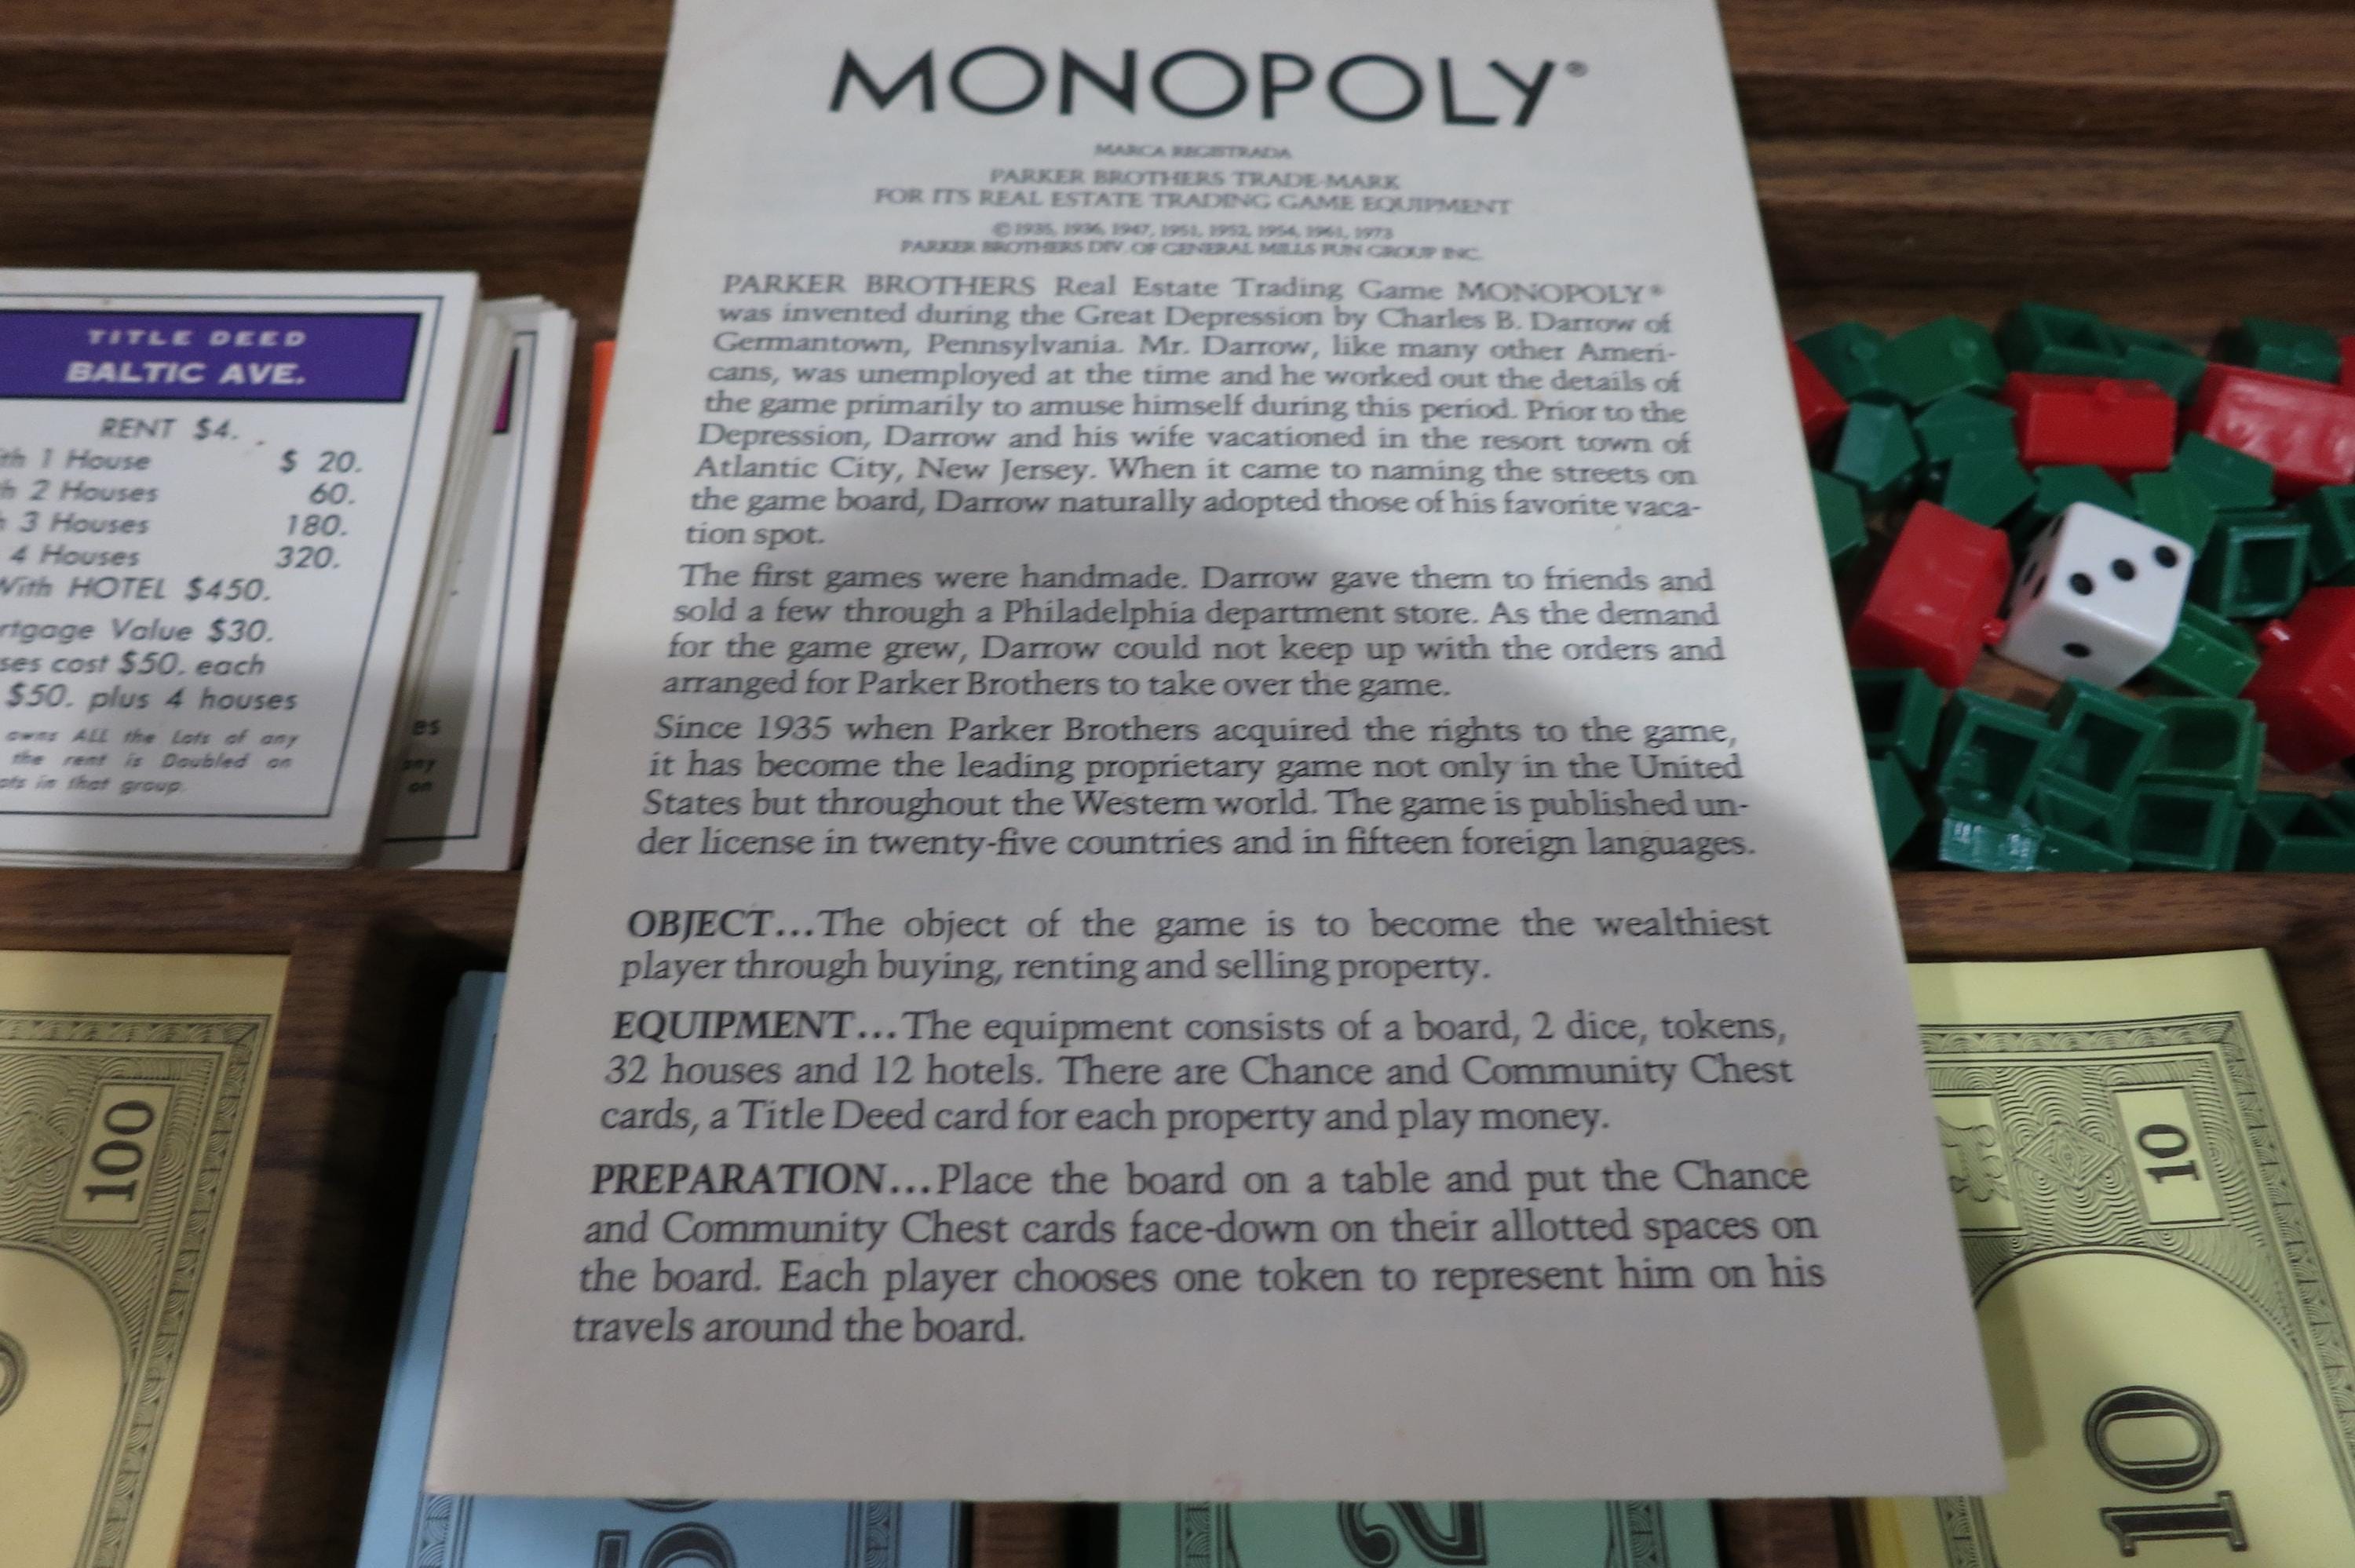 MONOPOLY®
MARCA REGISTRADA
PARKER BROTHERS TRADE-MARK
FOR ITS REAL ESTATE TRADING GAME EQUIPMENT
©1935, 1936, 1947, 1951, 1952, 1954, 1961, 1973
PARKER BROTHERS DIV. OF GENERAL MILLS FUN GROUP INC.
PARKER BROTHERS Real Estate Trading Game MONOPOLY®
was invented during the Great Depression by Charles B. Darrow of
Germantown, Pennsylvania. Mr. Darrow, like many other Ameri-
cans, was unemployed at the time and he worked out the details of
the game primarily to amuse himself during this period. Prior to the
Depression, Darrow and his wife vacationed in the resort town of
Atlantic City, New Jersey. When it came to naming the streets on
the game board, Darrow naturally adopted those of his favorite vaca-
tion spot.
The first games were handmade. Darrow gave them to friends and
sold a few through a Philadelphia department store. As the demand
for the game grew, Darrow could not keep up with the orders and
arranged for Parker Brothers to take over the game.
Since 1935 when Parker Brothers acquired the rights to the game,
it has become the leading proprietary game not only in the United
States but throughout the Western world. The game is published un-
der license in twenty-five countries and in fifteen foreign languages.
OBJECT...The object of the game is to become the wealthiest
player through buying, renting and selling property.
EQUIPMENT...The equipment consists of a board, 2 dice, tokens,
32 houses and 12 hotels. There are Chance and Community Chest
cards, a Title Deed card for each property and play money.
PREPARATION...Place the board on a table and put the Chance
and Community Chest cards face-down on their allotted spaces on
the board. Each player chooses one token to represent him on his
travels around the board.
TITLE DEED
BALTIC AVE.
RENT $4.
1 House $ 20.
2 Houses 60.
3 Houses 180.
4 Houses 320.
With HOTEL $450.
Value $30.
cost $50. each
$50. plus 4 houses
owns ALL the Lots of any
the rent is Doubled on
in that group.
es
any
on
100
50
2
10
10